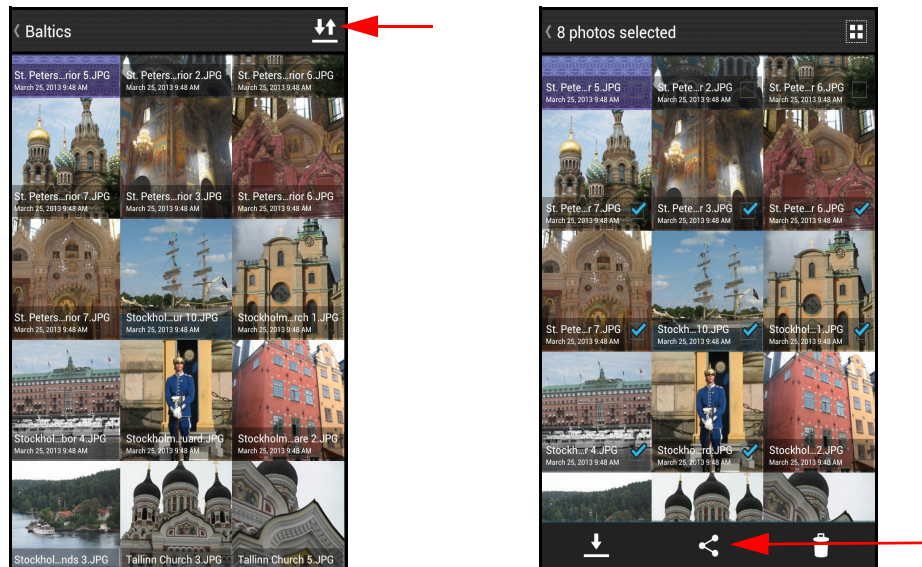 Baltics
St. Peters...rior 5.JPG
March 25, 2013 9:48 AM
St. Peters...rior 2.JPG
March 25, 2013 9:48 AM
St. Peters...rior 6.JPG
March 25, 2013 9:48 AM
St. Peters...rior 7.JPG
March 25, 2013 9:48 AM
St. Peters...rior 3.JPG
March 25, 2013 9:48 AM
St. Peters...rior 6.JPG
March 25, 2013 9:48 AM
St. Peters...rior 7.JPG
March 25, 2013 9:48 AM
Stockhol...ur 10.JPG
March 25, 2013 9:48 AM
Stockholm...rch 1.JPG
March 25, 2013 9:48 AM
Stockhol...bor 4.JPG
March 25, 2013 9:48 AM
Stockholm...uard.JPG
March 25, 2013 9:48 AM
Stockholm...are 2.JPG
March 25, 2013 9:48 AM
Stockhol...nds 3.JPG
Tallinn Church 3.JPG
Tallinn Church 5.JPG
8 photos selected
St. Pete...r 5.JPG
March 25, 2013 9:48 AM
St. Pete...r 2.JPG
March 25, 2013 9:48 AM
St. Pete...r 6.JPG
March 25, 2013 9:48 AM
St. Pete...r 7.JPG
March 25, 2013 9:48 AM
St. Pete...r 3.JPG
March 25, 2013 9:48 AM
St. Pete...r 6.JPG
March 25, 2013 9:48 AM
St. Pete...r 7.JPG
March 25, 2013 9:48 AM
Stockh...10.JPG
March 25, 2013 9:48 AM
Stockhol...1.JPG
March 25, 2013 9:48 AM
Stockh...r 4.JPG
March 25, 2013 9:48 AM
Stockho...rd.JPG
March 25, 2013 9:48 AM
Stockhol...2.JPG
March 25, 2013 9:48 AM